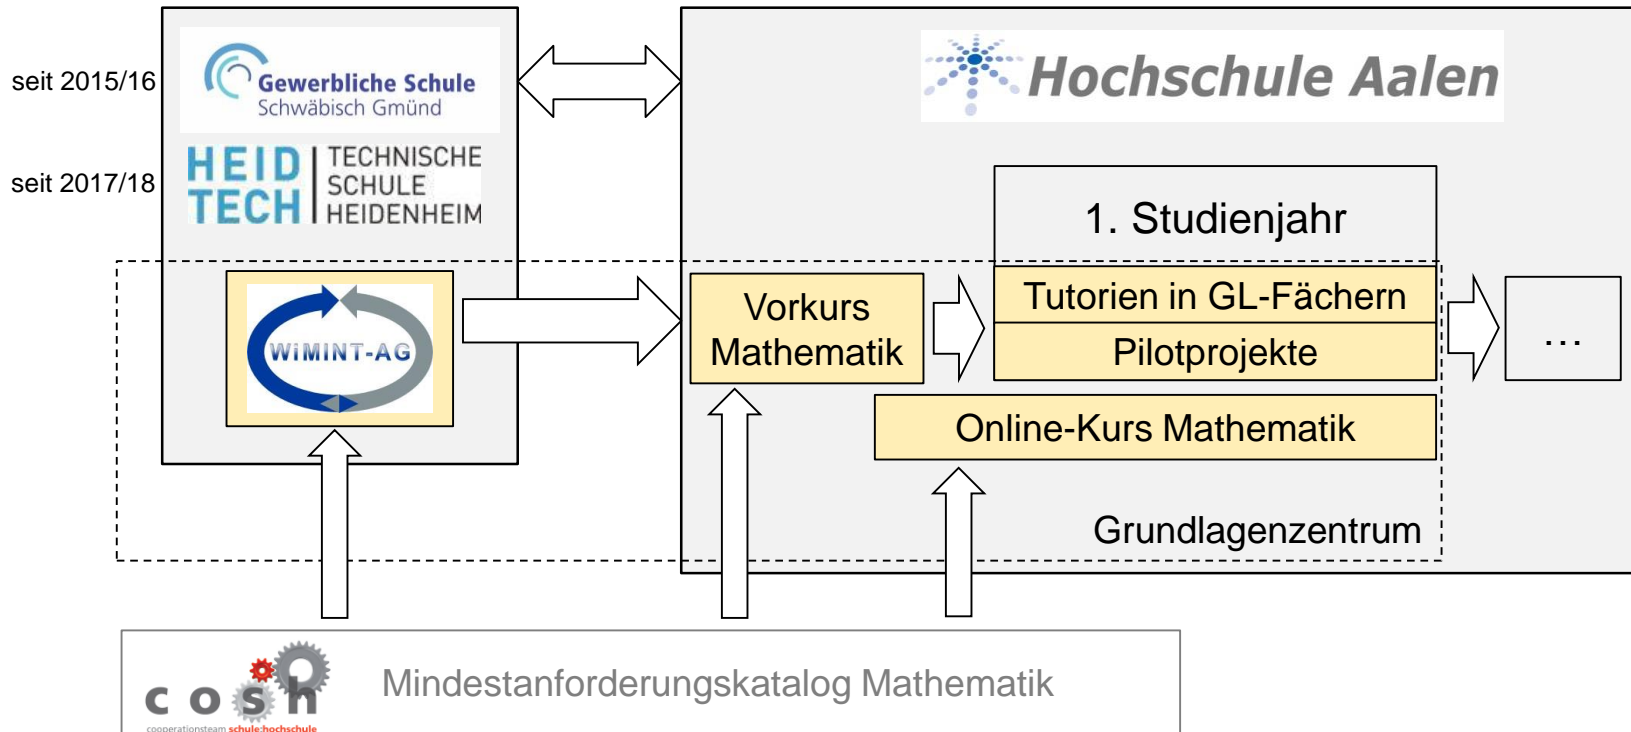 seit 2015/16
Gewerbliche Schule
Schwäbisch Gmünd
Hochschule Aalen
seit 2017/18
HEID
TECH
TECHNISCHE
SCHULE
HEIDENHEIM
1. Studienjahr
WiMINT-AG
Vorkurs
Mathematik
Tutorien in GL-Fächern
Pilotprojekte
...
Online-Kurs Mathematik
Grundlagenzentrum
cosh
cooperationsteam schule:hochschule
Mindestanforderungskatalog Mathematik